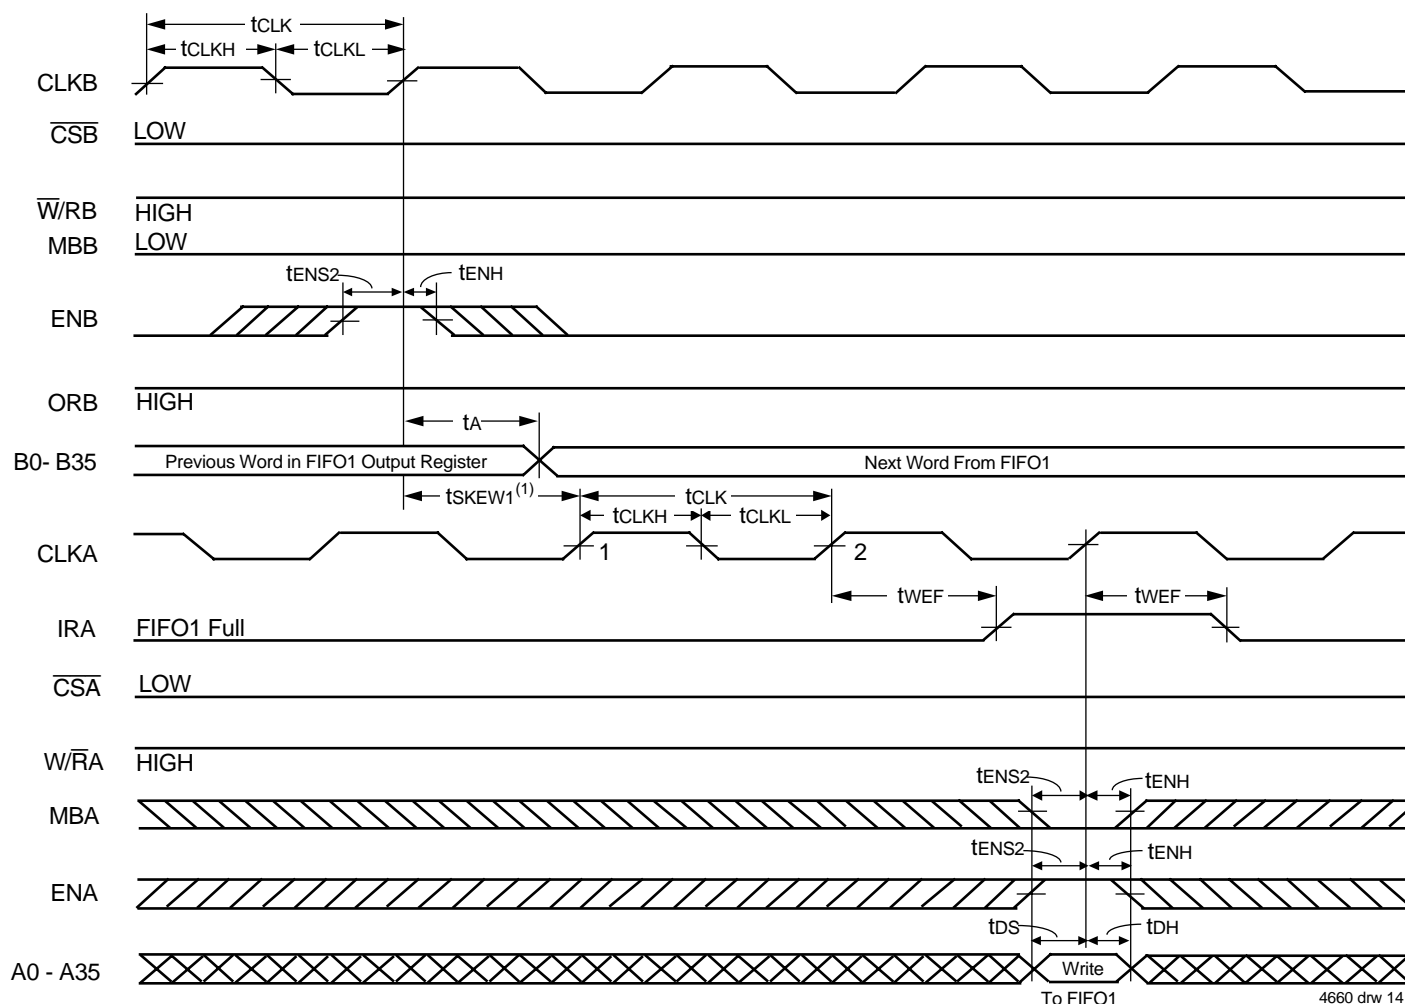 tCLK
tCLKH tCLKL
CLKB
CSB LOW
W/RB HIGH
MBB LOW
tENS2 tENH
ENB
ORB HIGH
tA
B0- B35 Previous Word in FIFO1 Output Register Next Word From FIFO1
tSKEW1(1) tCLK
tCLKH tCLKL
CLKA 1 2
tWEF tWEF
IRA FIFO1 Full
CSA LOW
W/RA HIGH
tENS2 tENH
MBA
tENS2 tENH
ENA
tDS tDH
A0 - A35 Write
To FIFO1 4660 drw 14